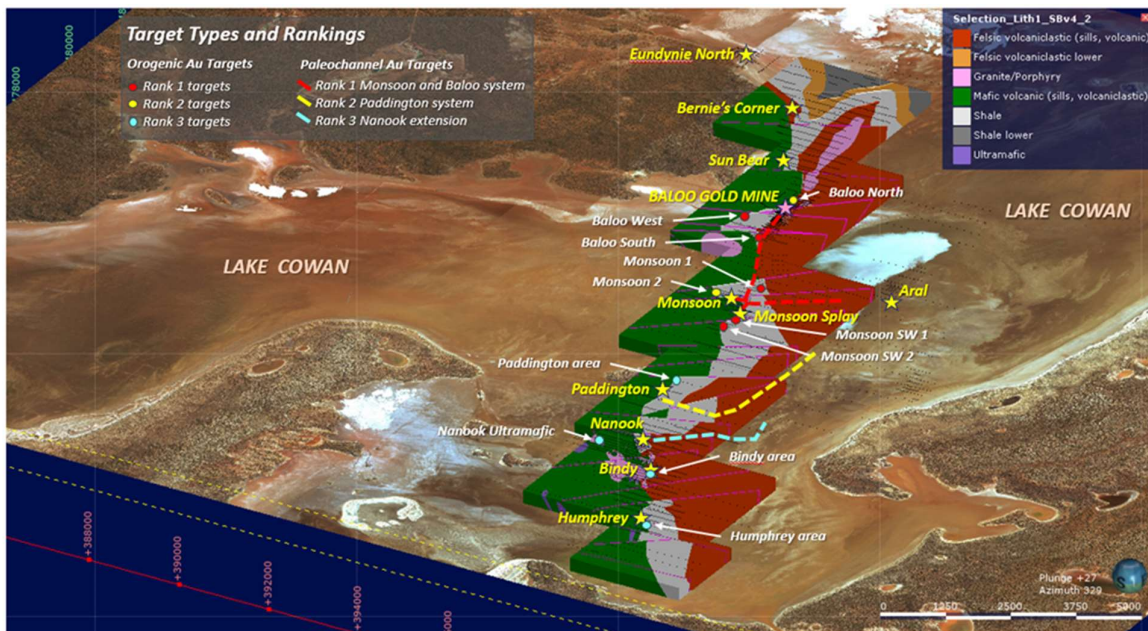 Target Types and Rankings
Orogenic Au Targets
Rank 1 targets
Rank 2 targets
Rank 3 targets
Paleochannel Au Targets
Rank 1 Monsoon and Baloo system
Rank 2 Paddington system
Rank 3 Nanook extension
Selection_Lith1_SBv4_2
Felsic volcaniclastic (sills, volcanic)
Felsic volcaniclastic lower
Granite/Porphyry
Mafic volcanic (sills, volcaniclastic)
Shale
Shale lower
Ultramafic
Eundynie North
Bernie's Corner
Sun Bear
BALOO GOLD MINE
Baloo North
Baloo West
Baloo South
LAKE COWAN
LAKE COWAN
Monsoon 1
Monsoon 2
Monsoon
Aral
Monsoon Splay
Monsoon SW 1
Monsoon SW 2
Paddington area
Paddington
Nanook
Nanook Ultramafic
Bindy
Bindy area
Humphrey
Humphrey area
+388000
+390000
+392000
+394000
Plunge +27
Azimuth 329
0 1250 2500 3750 5000